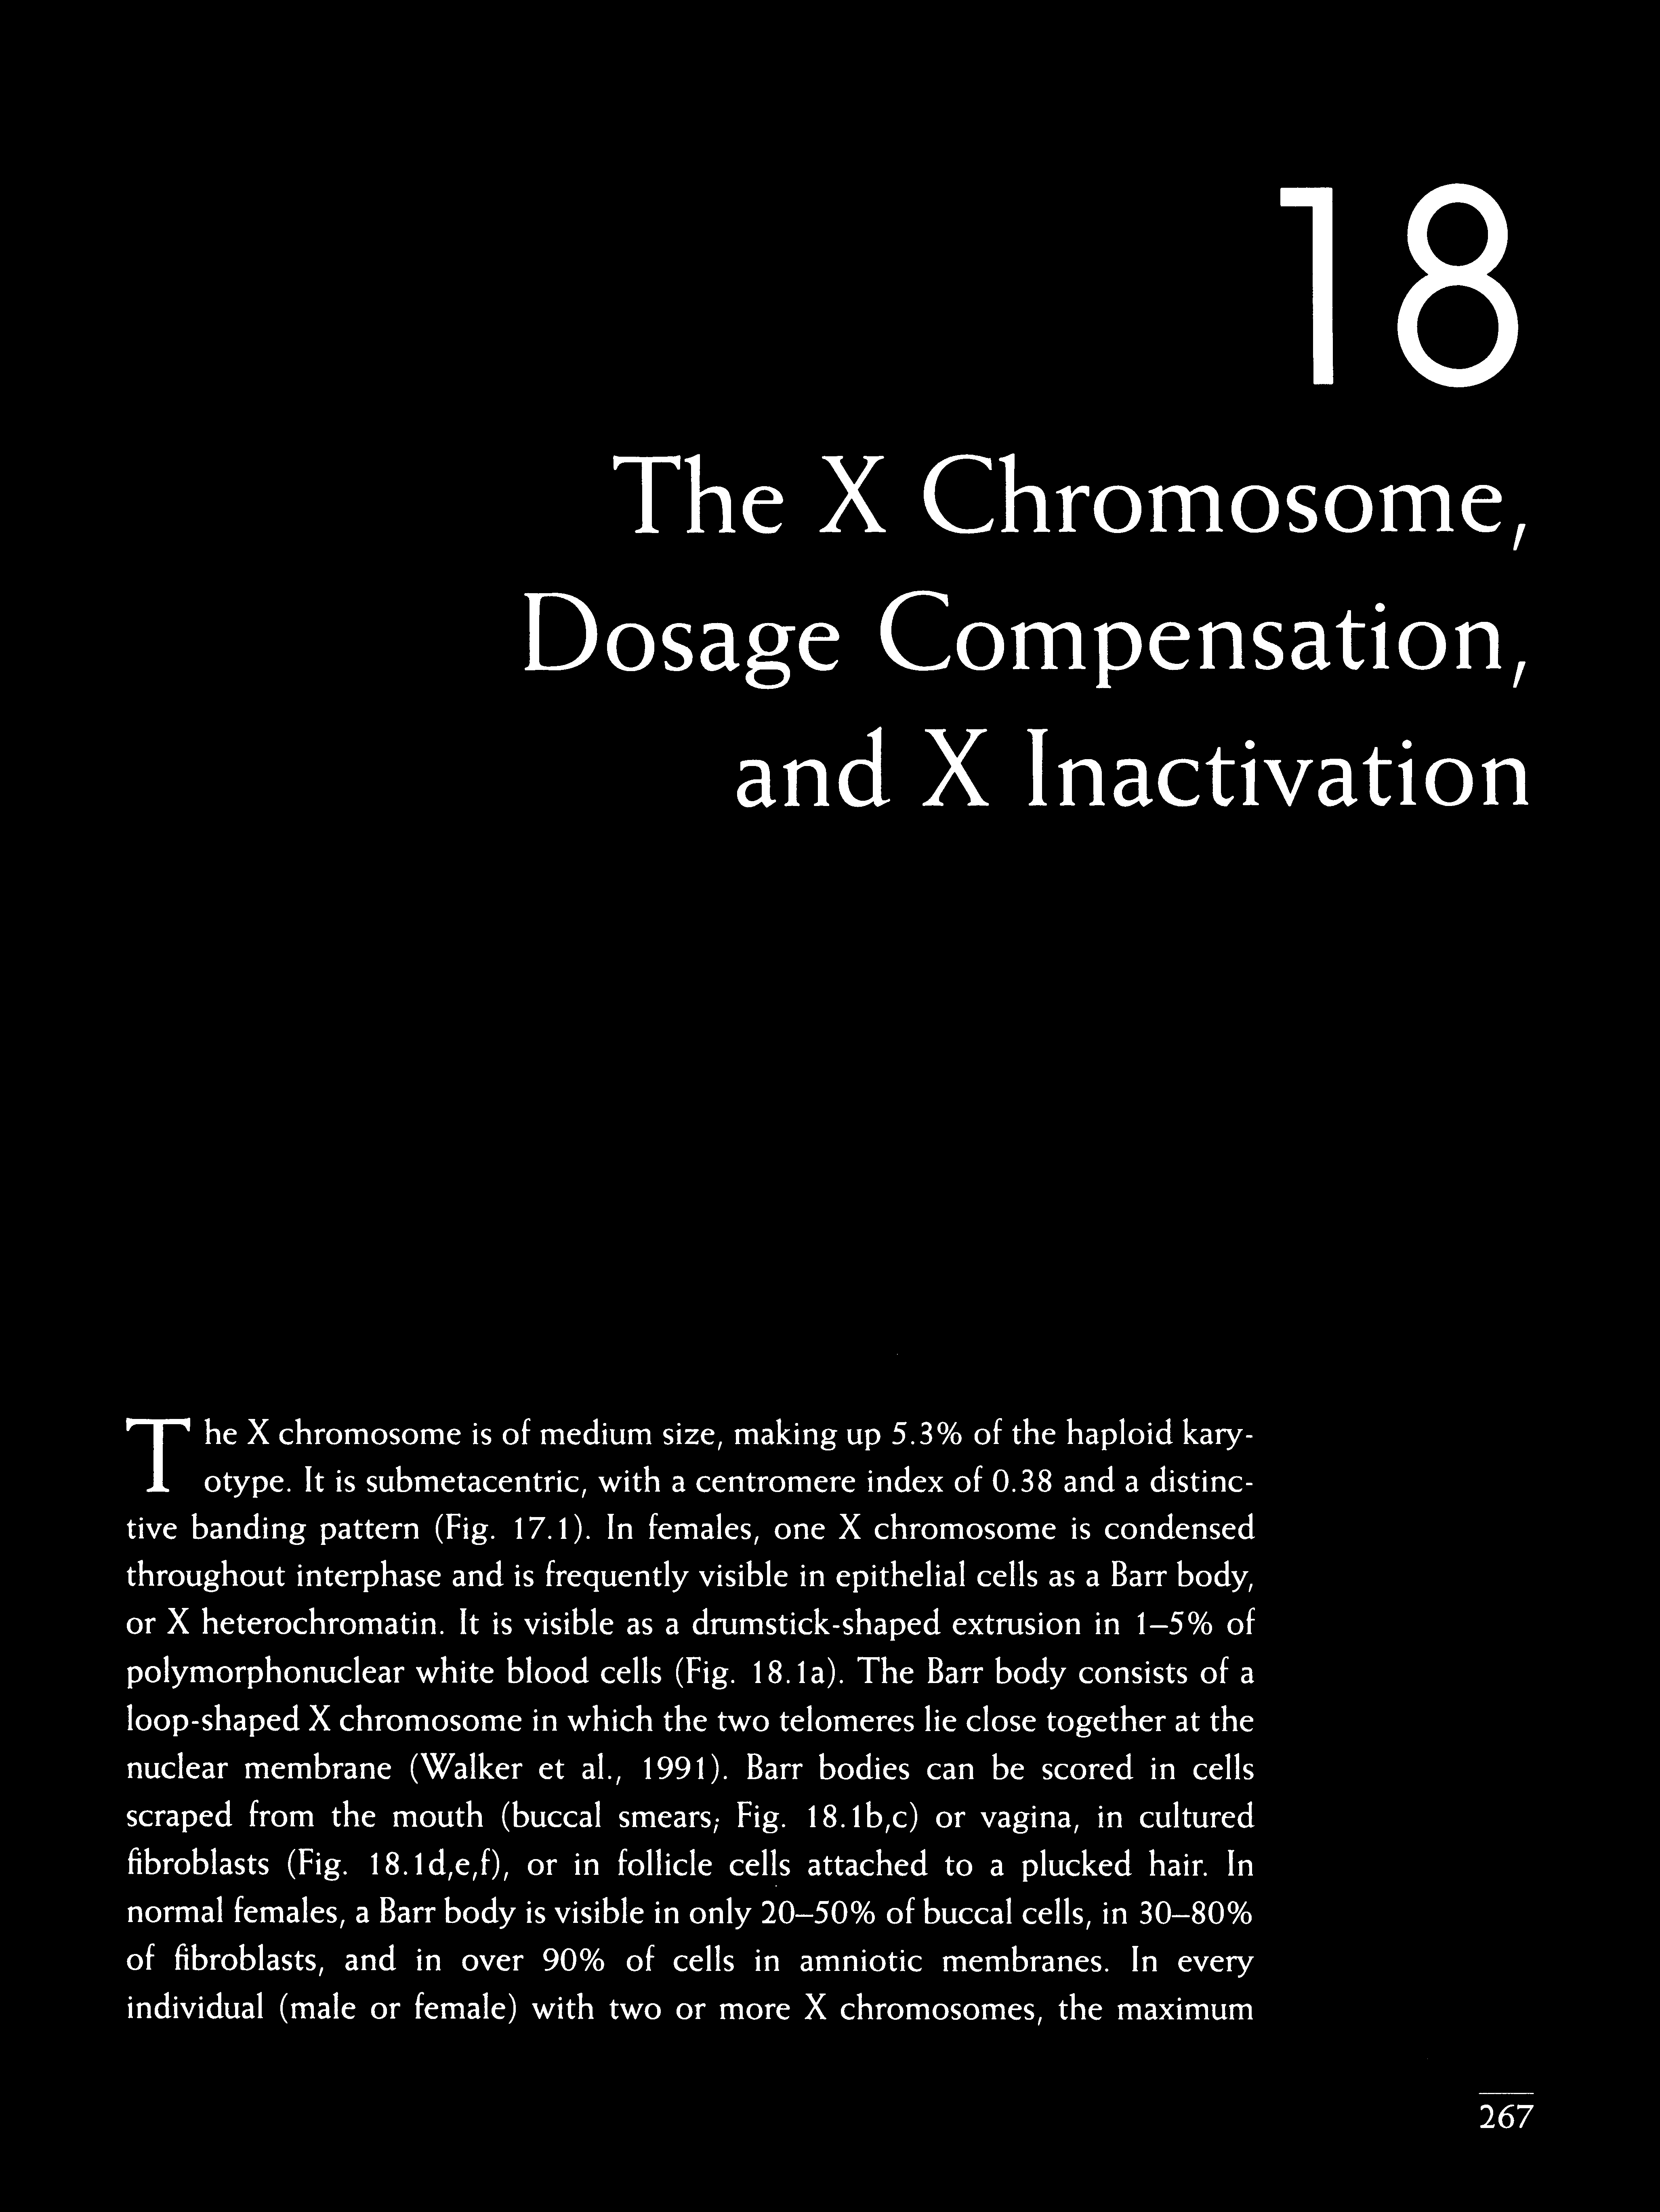 18
The X Chromosome,
Dosage Compensation,
and X Inactivation
The X chromosome is of medium size, making up 5.3% of the haploid kary-
otype. It is submetacentric, with a centromere index of 0.38 and a distinc-
tive banding pattern (Fig. 17.1). In females, one X chromosome is condensed
throughout interphase and is frequently visible in epithelial cells as a Barr body,
or X heterochromatin. It is visible as a drumstick-shaped extrusion in 1–5% of
polymorphonuclear white blood cells (Fig. 18.1a). The Barr body consists of a
loop-shaped X chromosome in which the two telomeres lie close together at the
nuclear membrane (Walker et al., 1991). Barr bodies can be scored in cells
scraped from the mouth (buccal smears; Fig. 18.1b,c) or vagina, in cultured
fibroblasts (Fig. 18.1d,e,f), or in follicle cells attached to a plucked hair. In
normal females, a Barr body is visible in only 20–50% of buccal cells, in 30–80%
of fibroblasts, and in over 90% of cells in amniotic membranes. In every
individual (male or female) with two or more X chromosomes, the maximum
267